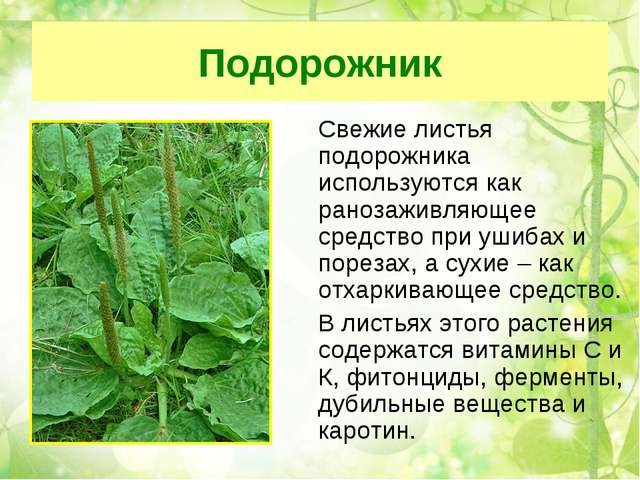 Подорожник
Свежие листья
подорожника
используются как
ранозаживляющее
средство при ушибах и
порезах, а сухие – как
отхаркивающее средство.
В листьях этого растения
содержатся витамины С и
К, фитонциды, ферменты,
дубильные вещества и
каротин.